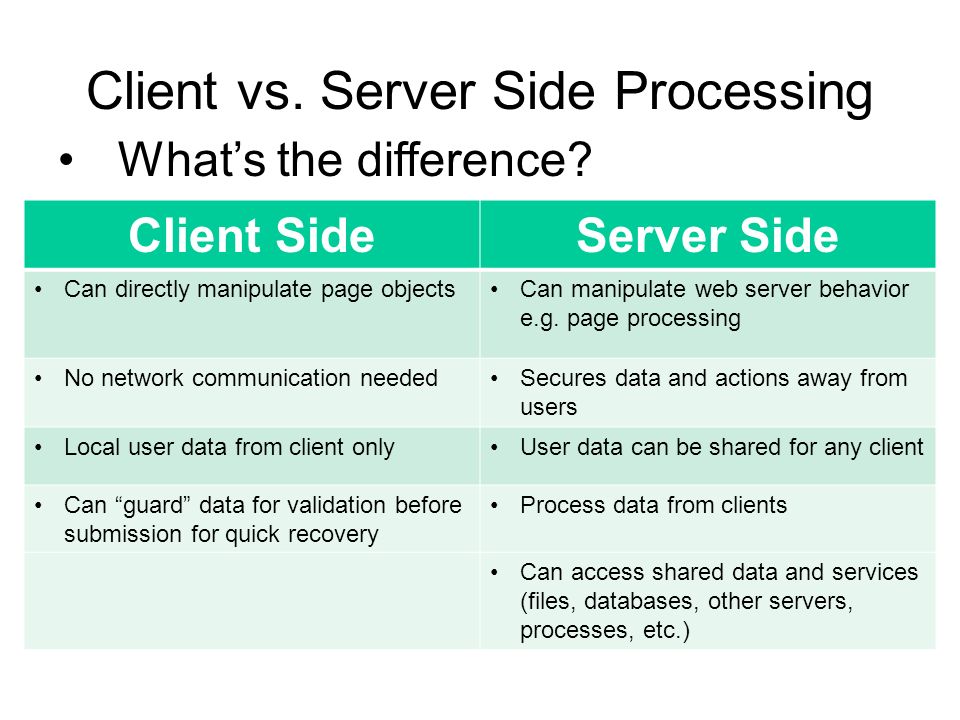 Client vs. Server Side Processing
• What’s the difference?
Client Side
Server Side
• Can directly manipulate page objects
• Can manipulate web server behavior
e.g. page processing
• No network communication needed
• Secures data and actions away from
users
• Local user data from client only
• User data can be shared for any client
• Can “guard” data for validation before
submission for quick recovery
• Process data from clients
• Can access shared data and services
(files, databases, other servers,
processes, etc.)